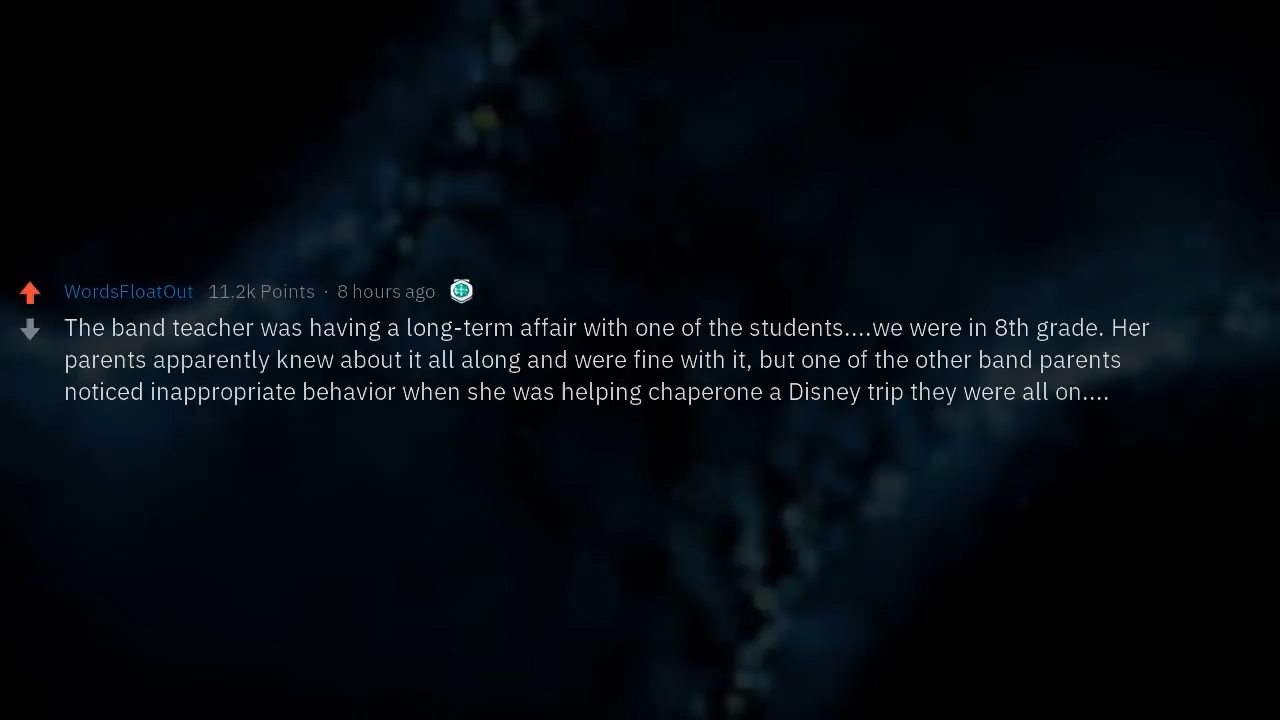 WordsFloatOut 11.2k Points · 8 hours ago
The band teacher was having a long-term affair with one of the students....we were in 8th grade. Her
parents apparently knew about it all along and were fine with it, but one of the other band parents
noticed inappropriate behavior when she was helping chaperone a Disney trip they were all on....